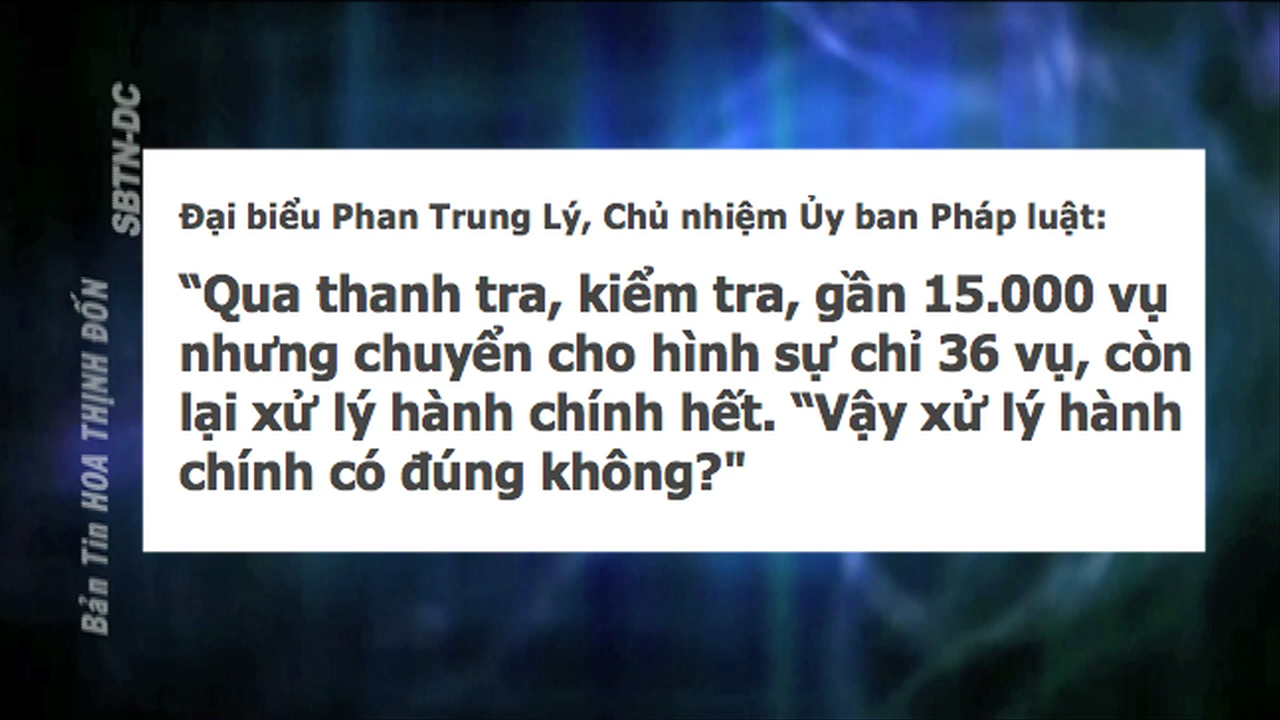 SBTN-DC
Bản Tin HOA THỊNH ĐỐN
Đại biểu Phan Trung Lý, Chủ nhiệm Ủy ban Pháp luật:
“Qua thanh tra, kiểm tra, gần 15.000 vụ
nhưng chuyển cho hình sự chỉ 36 vụ, còn
lại xử lý hành chính hết. “Vậy xử lý hành
chính có đúng không?"